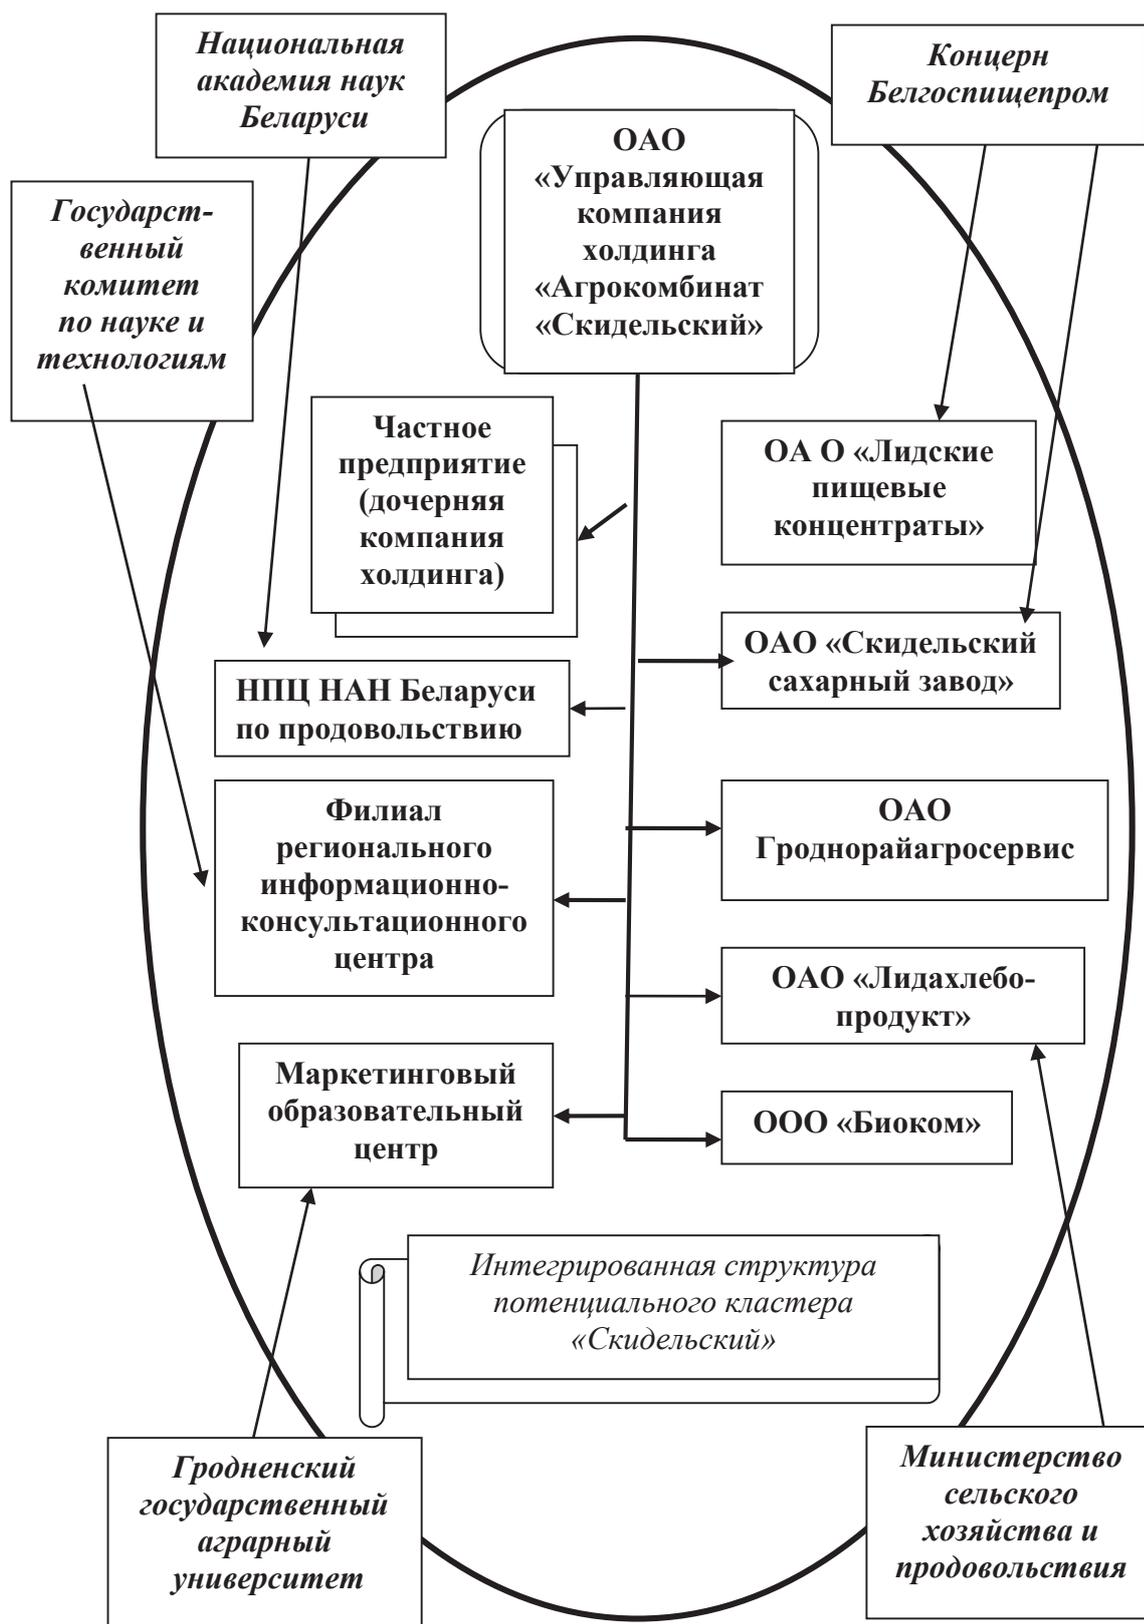 Национальная
академия наук
Беларуси
Концерн
Белгоспищепром
ОАО
«Управляющая
компания
холдинга
«Агрокомбинат
«Скидельский»
Государст-
венный
комитет
по науке и
технологиям
Частное
предприятие
(дочерняя
компания
холдинга)
ОА О «Лидские
пищевые
концентраты»
НПЦ НАН Беларуси
по продовольствию
ОАО «Скидельский
сахарный завод»
Филиал
регионального
информационно-
консультационного
центра
ОАО
Гроднорайагросервис
ОАО «Лидахлебо-
продукт»
Маркетинговый
образовательный
центр
ООО «Биоком»
Интегрированная структура
потенциального кластера
«Скидельский»
Гродненский
государственный
аграрный
университет
Министерство
сельского
хозяйства и
продовольствия